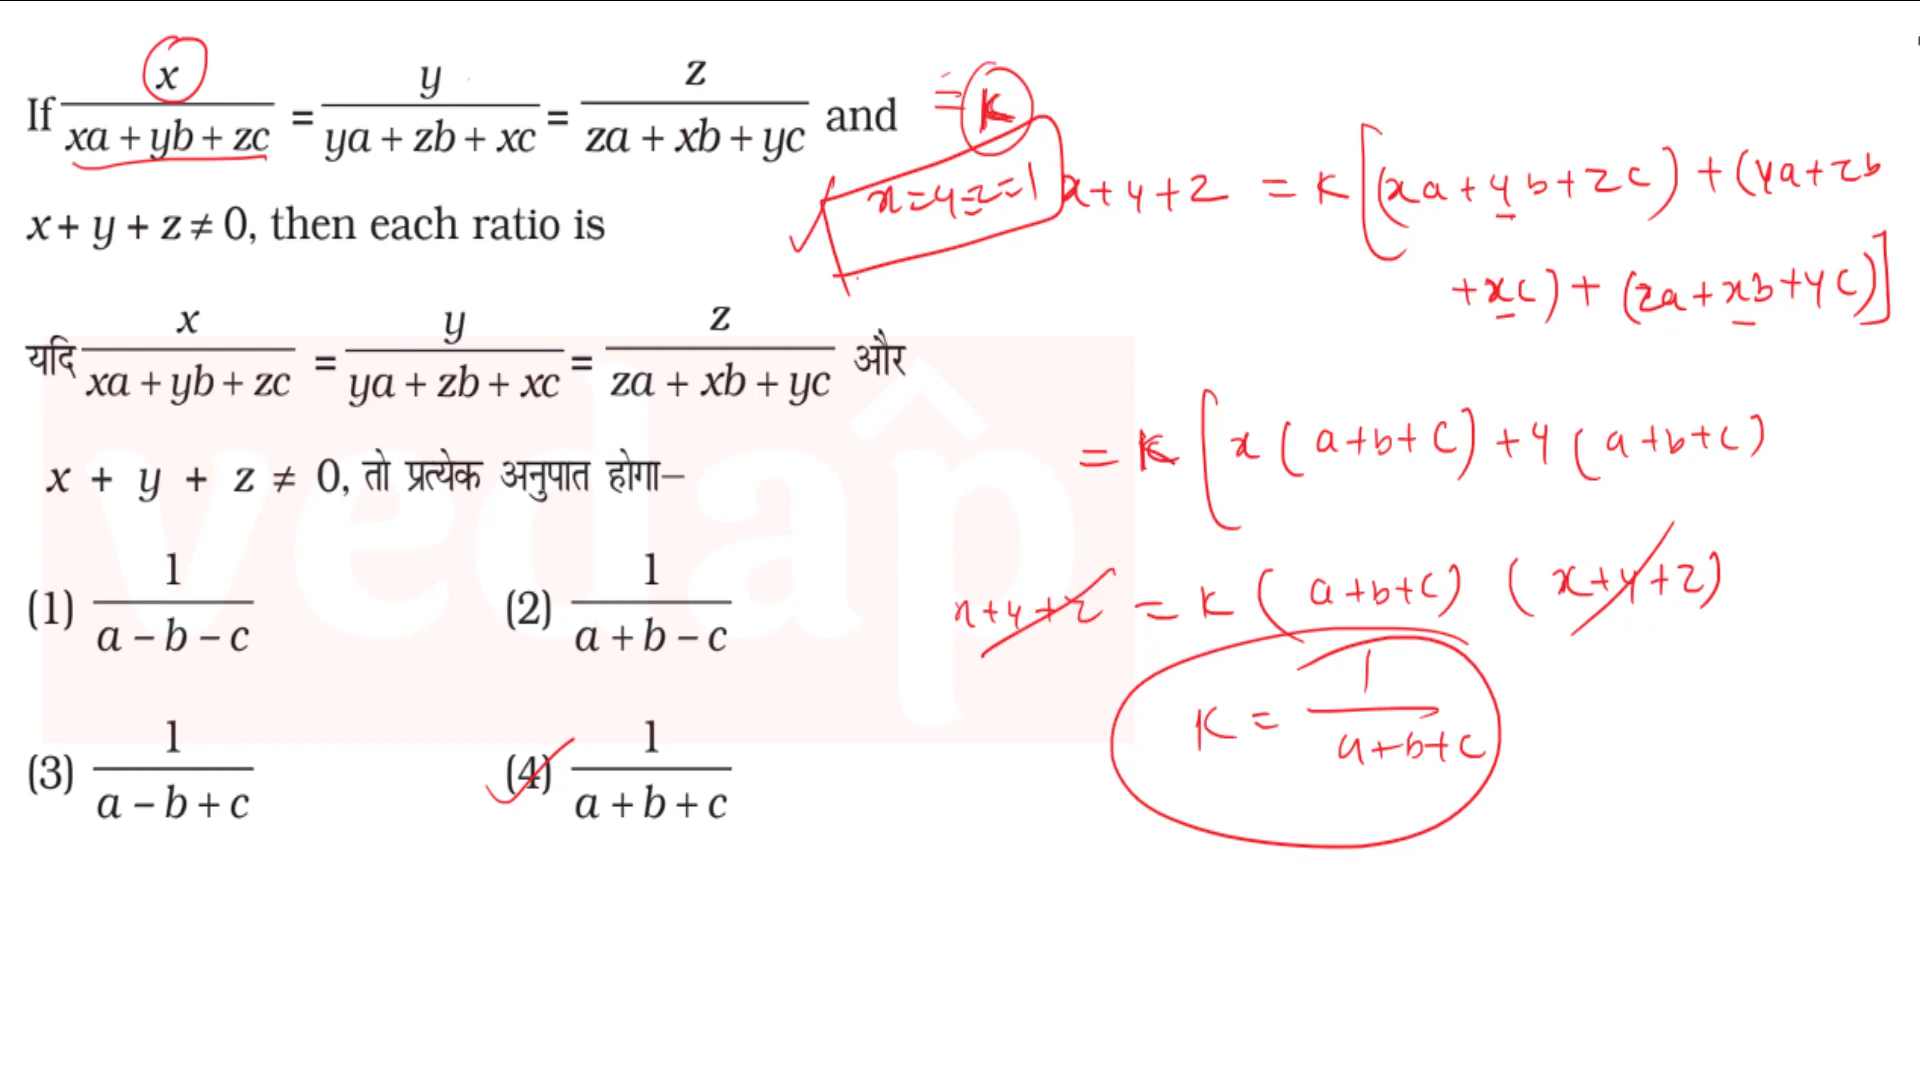 If x/(xa + yb + zc) = y/(ya + zb + xc) = z/(za + xb + yc) and
x + y + z ≠ 0, then each ratio is
यदि x/(xa + yb + zc) = y/(ya + zb + xc) = z/(za + xb + yc) और
x + y + z ≠ 0, तो प्रत्येक अनुपात होगा–
(1) 1/(a – b – c)
(2) 1/(a + b – c)
(3) 1/(a – b + c)
(4) 1/(a + b + c)
= K
x=y=z=1
x+y+z = K[(xa+yb+zc)+(ya+zb
+xc)+(za+xb+yc)]
= K[x(a+b+c)+y(a+b+c)
x+y+z = K(a+b+c)(x+y+z)
K = 1/(a+b+c)
vedap